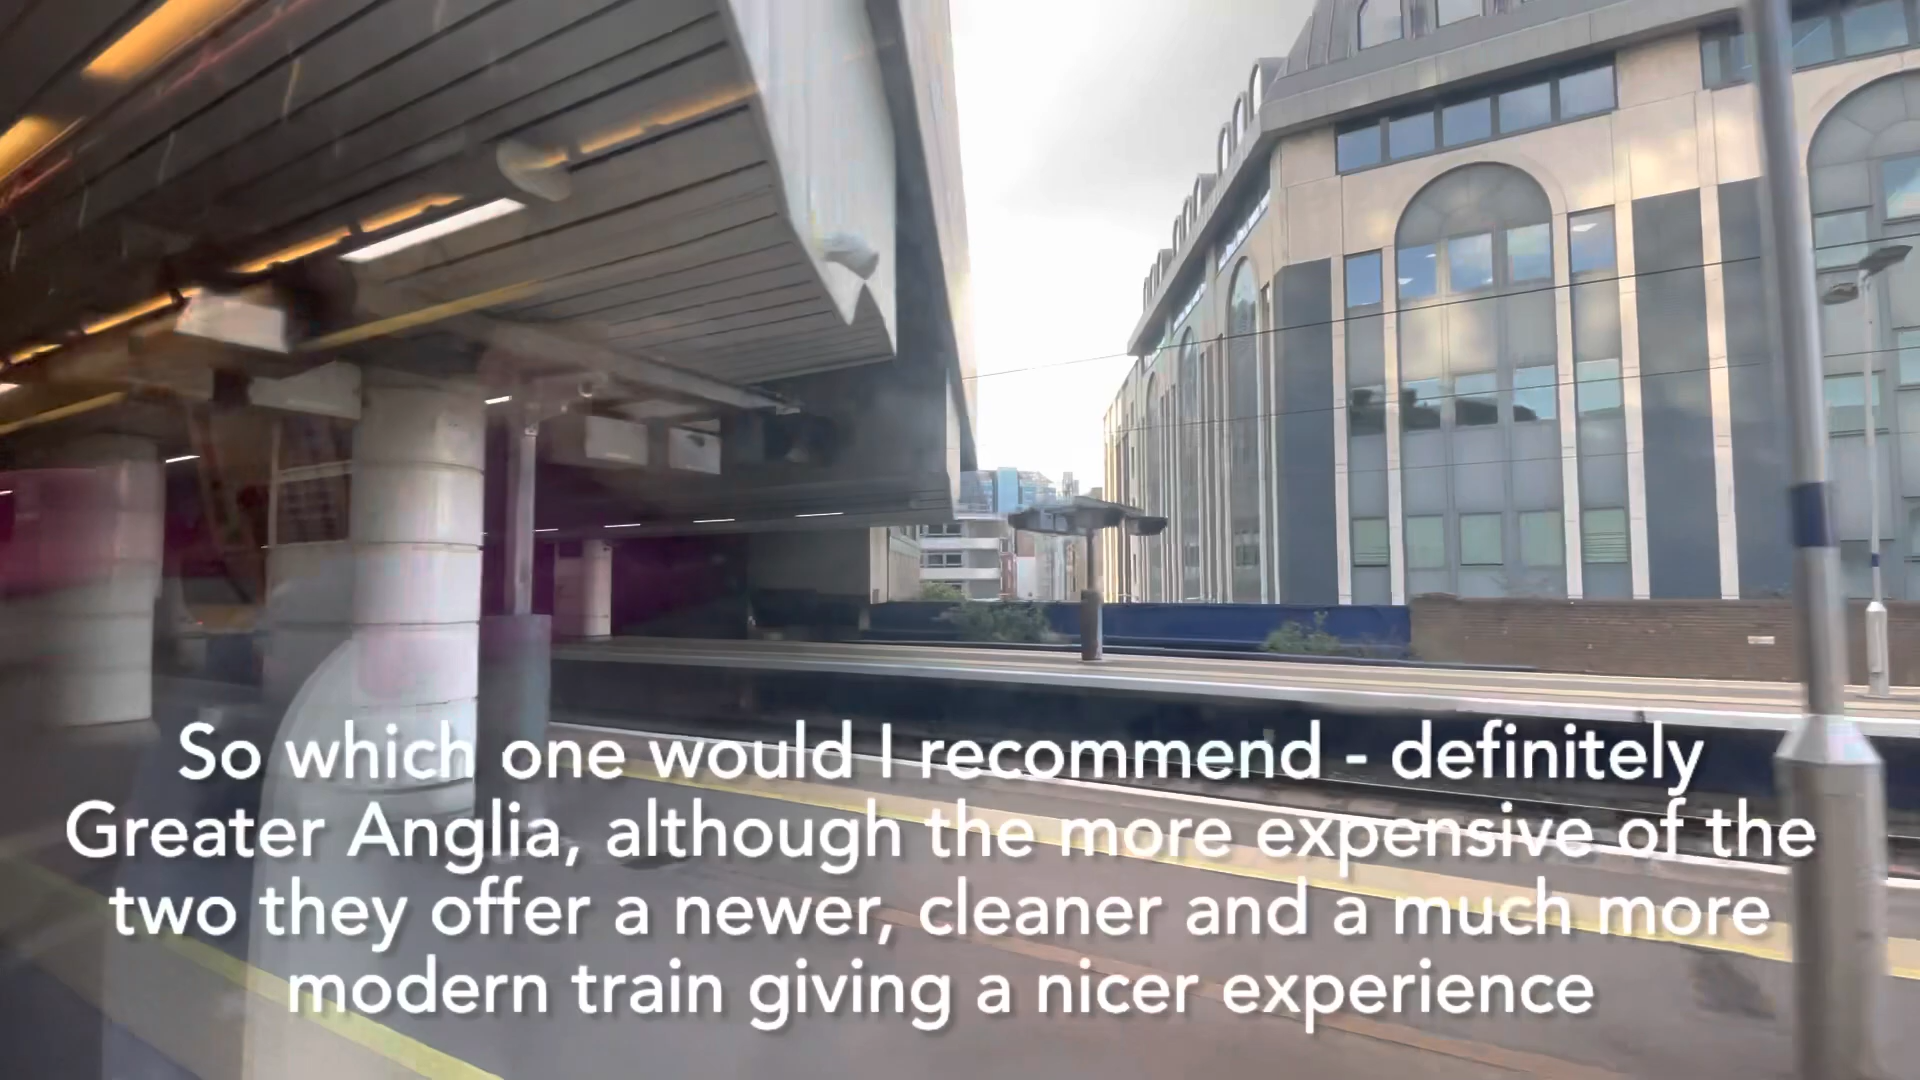 So which one would I recommend - definitely
Greater Anglia, although the more expensive of the
two they offer a newer, cleaner and a much more
modern train giving a nicer experience